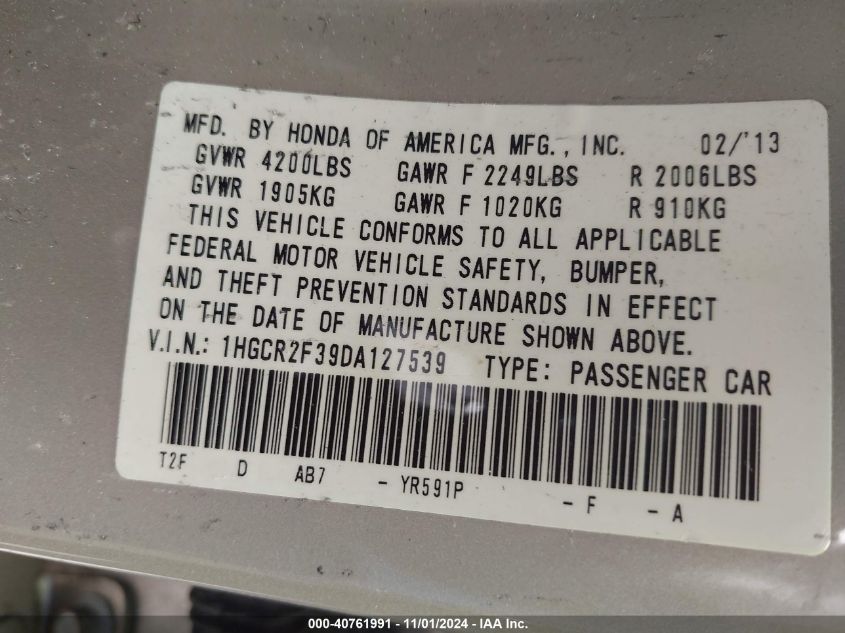 MFD. BY HONDA OF AMERICA MFG., INC. 02/'13
GVWR 4200LBS GAWR F 2249LBS R 2006LBS
GVWR 1905KG GAWR F 1020KG R 910KG
THIS VEHICLE CONFORMS TO ALL APPLICABLE
FEDERAL MOTOR VEHICLE SAFETY, BUMPER,
AND THEFT PREVENTION STANDARDS IN EFFECT
ON THE DATE OF MANUFACTURE SHOWN ABOVE.
V.I.N.: 1HGCR2F39DA127539 TYPE: PASSENGER CAR
T2F D AB7 - YR591P - F - A
000-40761991 - 11/01/2024 - IAA Inc.